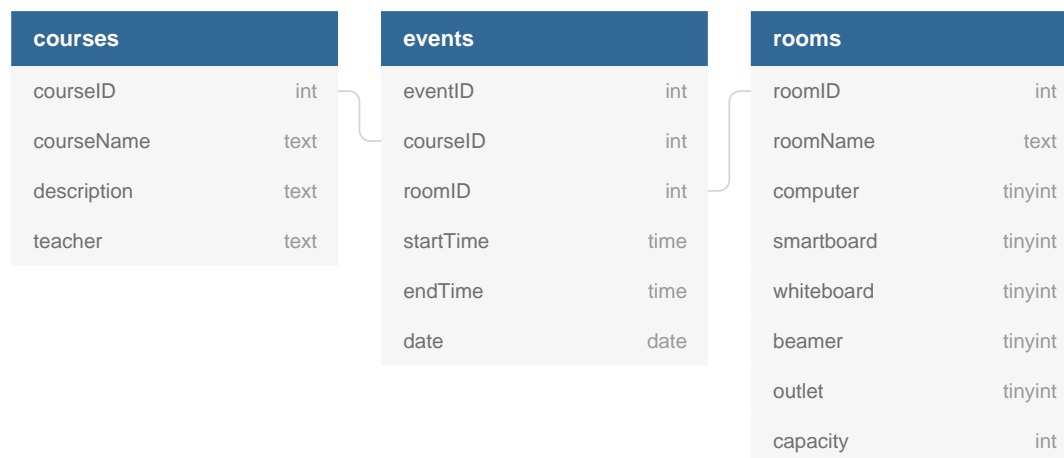 courses
courseID int
courseName text
description text
teacher text
events
eventID int
courseID int
roomID int
startTime time
endTime time
date date
rooms
roomID int
roomName text
computer tinyint
smartboard tinyint
whiteboard tinyint
beamer tinyint
outlet tinyint
capacity int